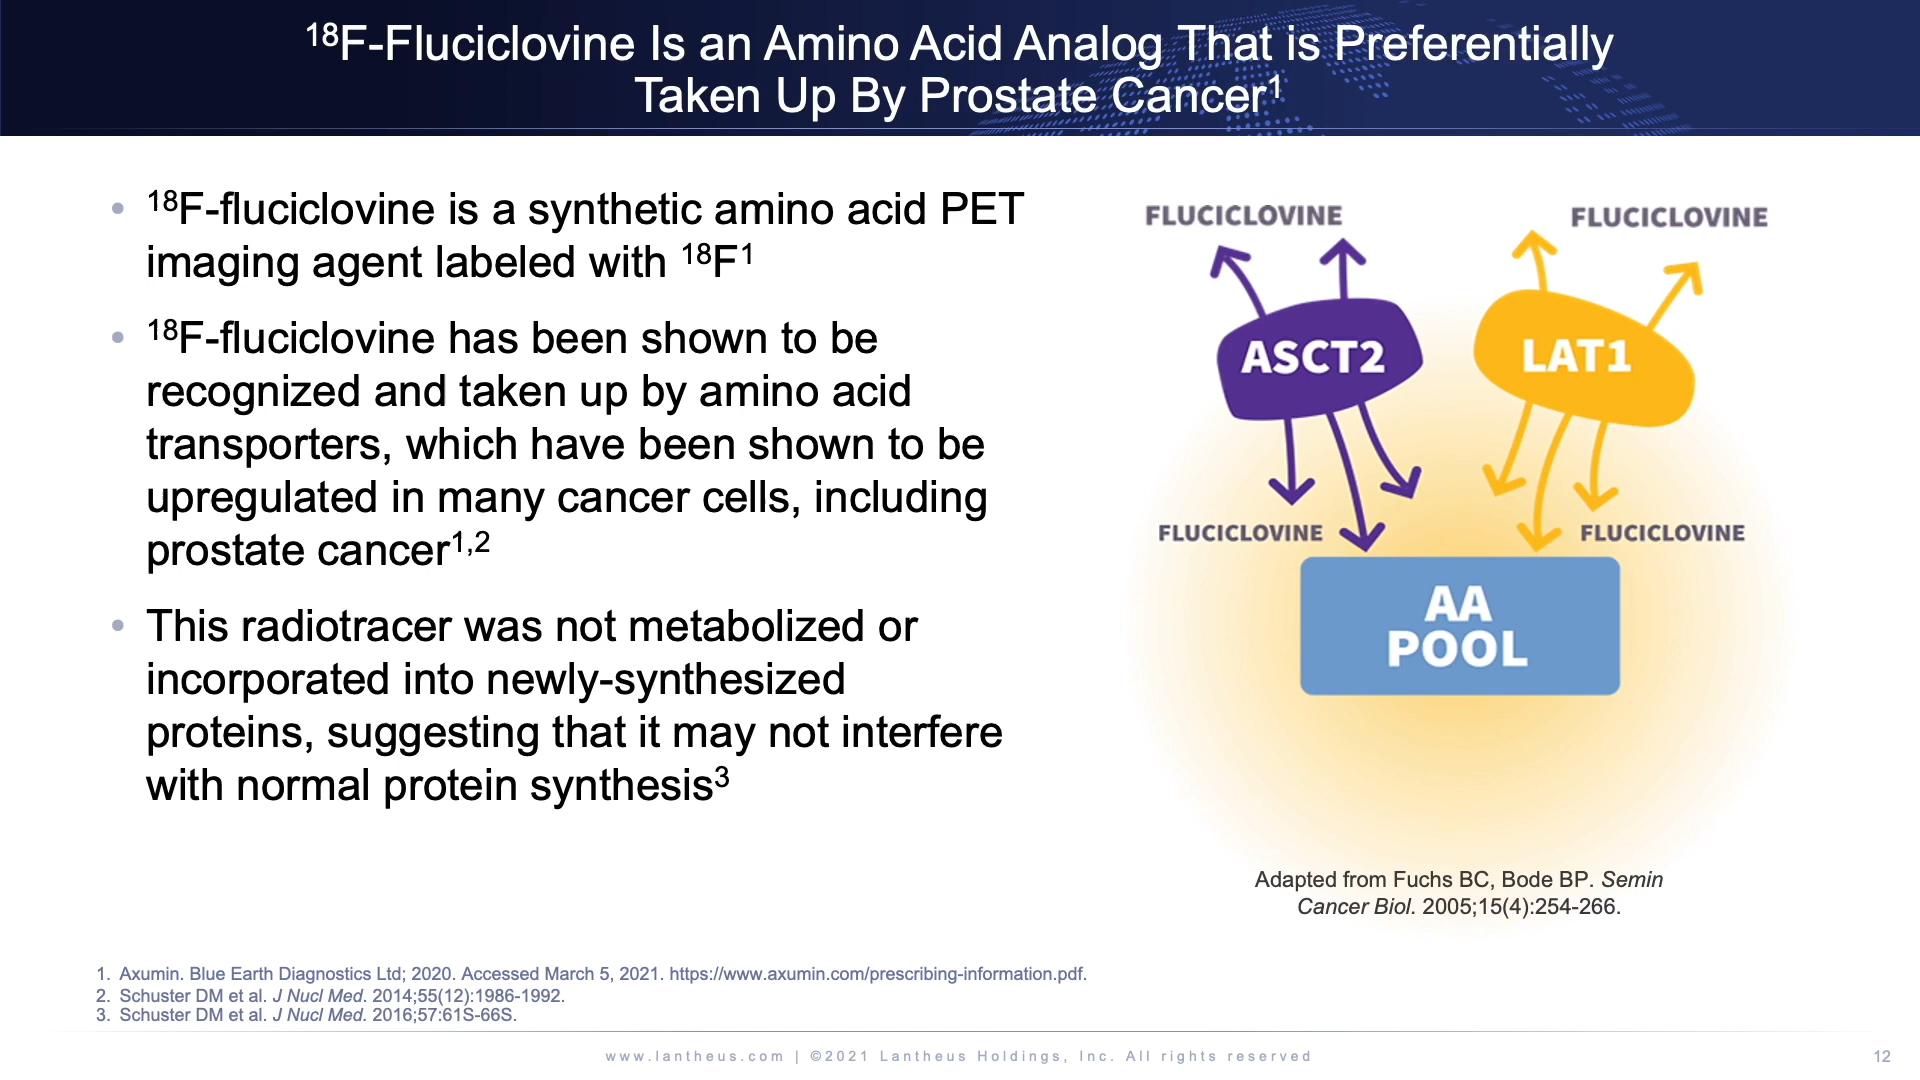 ¹⁸F-Fluciclovine Is an Amino Acid Analog That is Preferentially
Taken Up By Prostate Cancer¹
• ¹⁸F-fluciclovine is a synthetic amino acid PET
imaging agent labeled with ¹⁸F¹
• ¹⁸F-fluciclovine has been shown to be
recognized and taken up by amino acid
transporters, which have been shown to be
upregulated in many cancer cells, including
prostate cancer¹,²
• This radiotracer was not metabolized or
incorporated into newly-synthesized
proteins, suggesting that it may not interfere
with normal protein synthesis³
FLUCICLOVINE
FLUCICLOVINE
ASCT2
LAT1
FLUCICLOVINE
FLUCICLOVINE
AA
POOL
Adapted from Fuchs BC, Bode BP. Semin
Cancer Biol. 2005;15(4):254-266.
1. Axumin. Blue Earth Diagnostics Ltd; 2020. Accessed March 5, 2021. https://www.axumin.com/prescribing-information.pdf.
2. Schuster DM et al. J Nucl Med. 2014;55(12):1986-1992.
3. Schuster DM et al. J Nucl Med. 2016;57:61S-66S.
www.lantheus.com | ©2021 Lantheus Holdings, Inc. All rights reserved
12